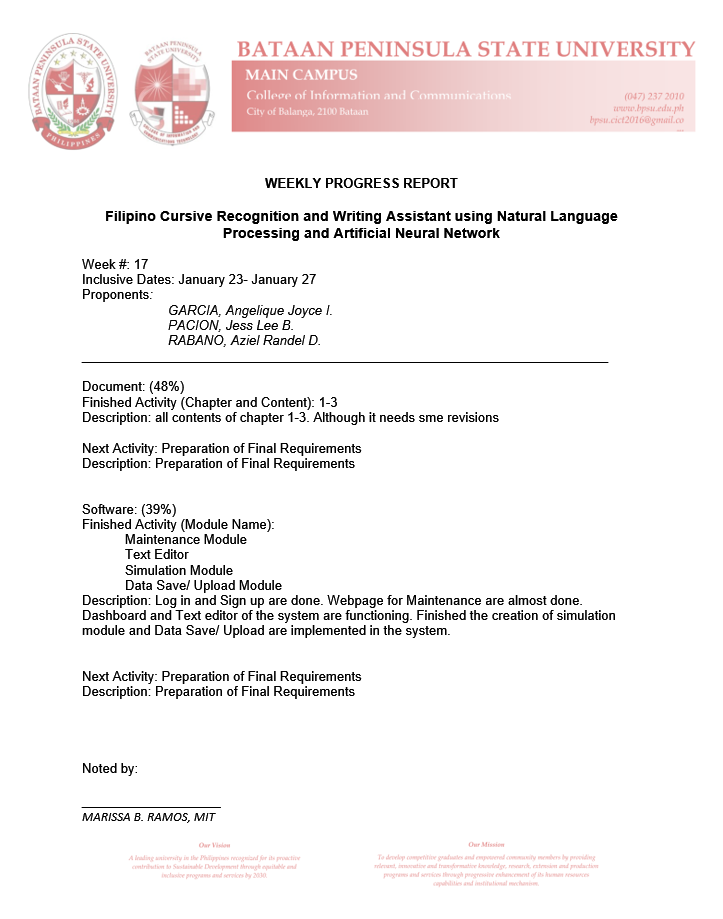 BATAAN PENINSULA STATE UNIVERSITY
PHILIPPINES
BATAAN PENINSULA
BATAAN PENINSULA STATE UNIVERSITY
MAIN CAMPUS
College of Information and Communications
City of Balanga, 2100 Bataan
(047) 237 2010
www.bpsu.edu.ph
bpsu.cict2016@gmail.co
WEEKLY PROGRESS REPORT
Filipino Cursive Recognition and Writing Assistant using Natural Language
Processing and Artificial Neural Network
Week #: 17
Inclusive Dates: January 23- January 27
Proponents:
GARCIA, Angelique Joyce I.
PACION, Jess Lee B.
RABANO, Aziel Randel D.
Document: (48%)
Finished Activity (Chapter and Content): 1-3
Description: all contents of chapter 1-3. Although it needs sme revisions
Next Activity: Preparation of Final Requirements
Description: Preparation of Final Requirements
Software: (39%)
Finished Activity (Module Name):
Maintenance Module
Text Editor
Simulation Module
Data Save/ Upload Module
Description: Log in and Sign up are done. Webpage for Maintenance are almost done.
Dashboard and Text editor of the system are functioning. Finished the creation of simulation
module and Data Save/ Upload are implemented in the system.
Next Activity: Preparation of Final Requirements
Description: Preparation of Final Requirements
Noted by:
MARISSA B. RAMOS, MIT
Our Vision
A leading university in the Philippines recognized for its proactive
contribution to Sustainable Development through equitable and
inclusive programs and services by 2030.
Our Mission
To develop competitive graduates and empowered community members by providing
relevant, innovative and transformative knowledge, research, extension and production
programs and services through progressive enhancement of its human resources
capabilities and institutional mechanism.